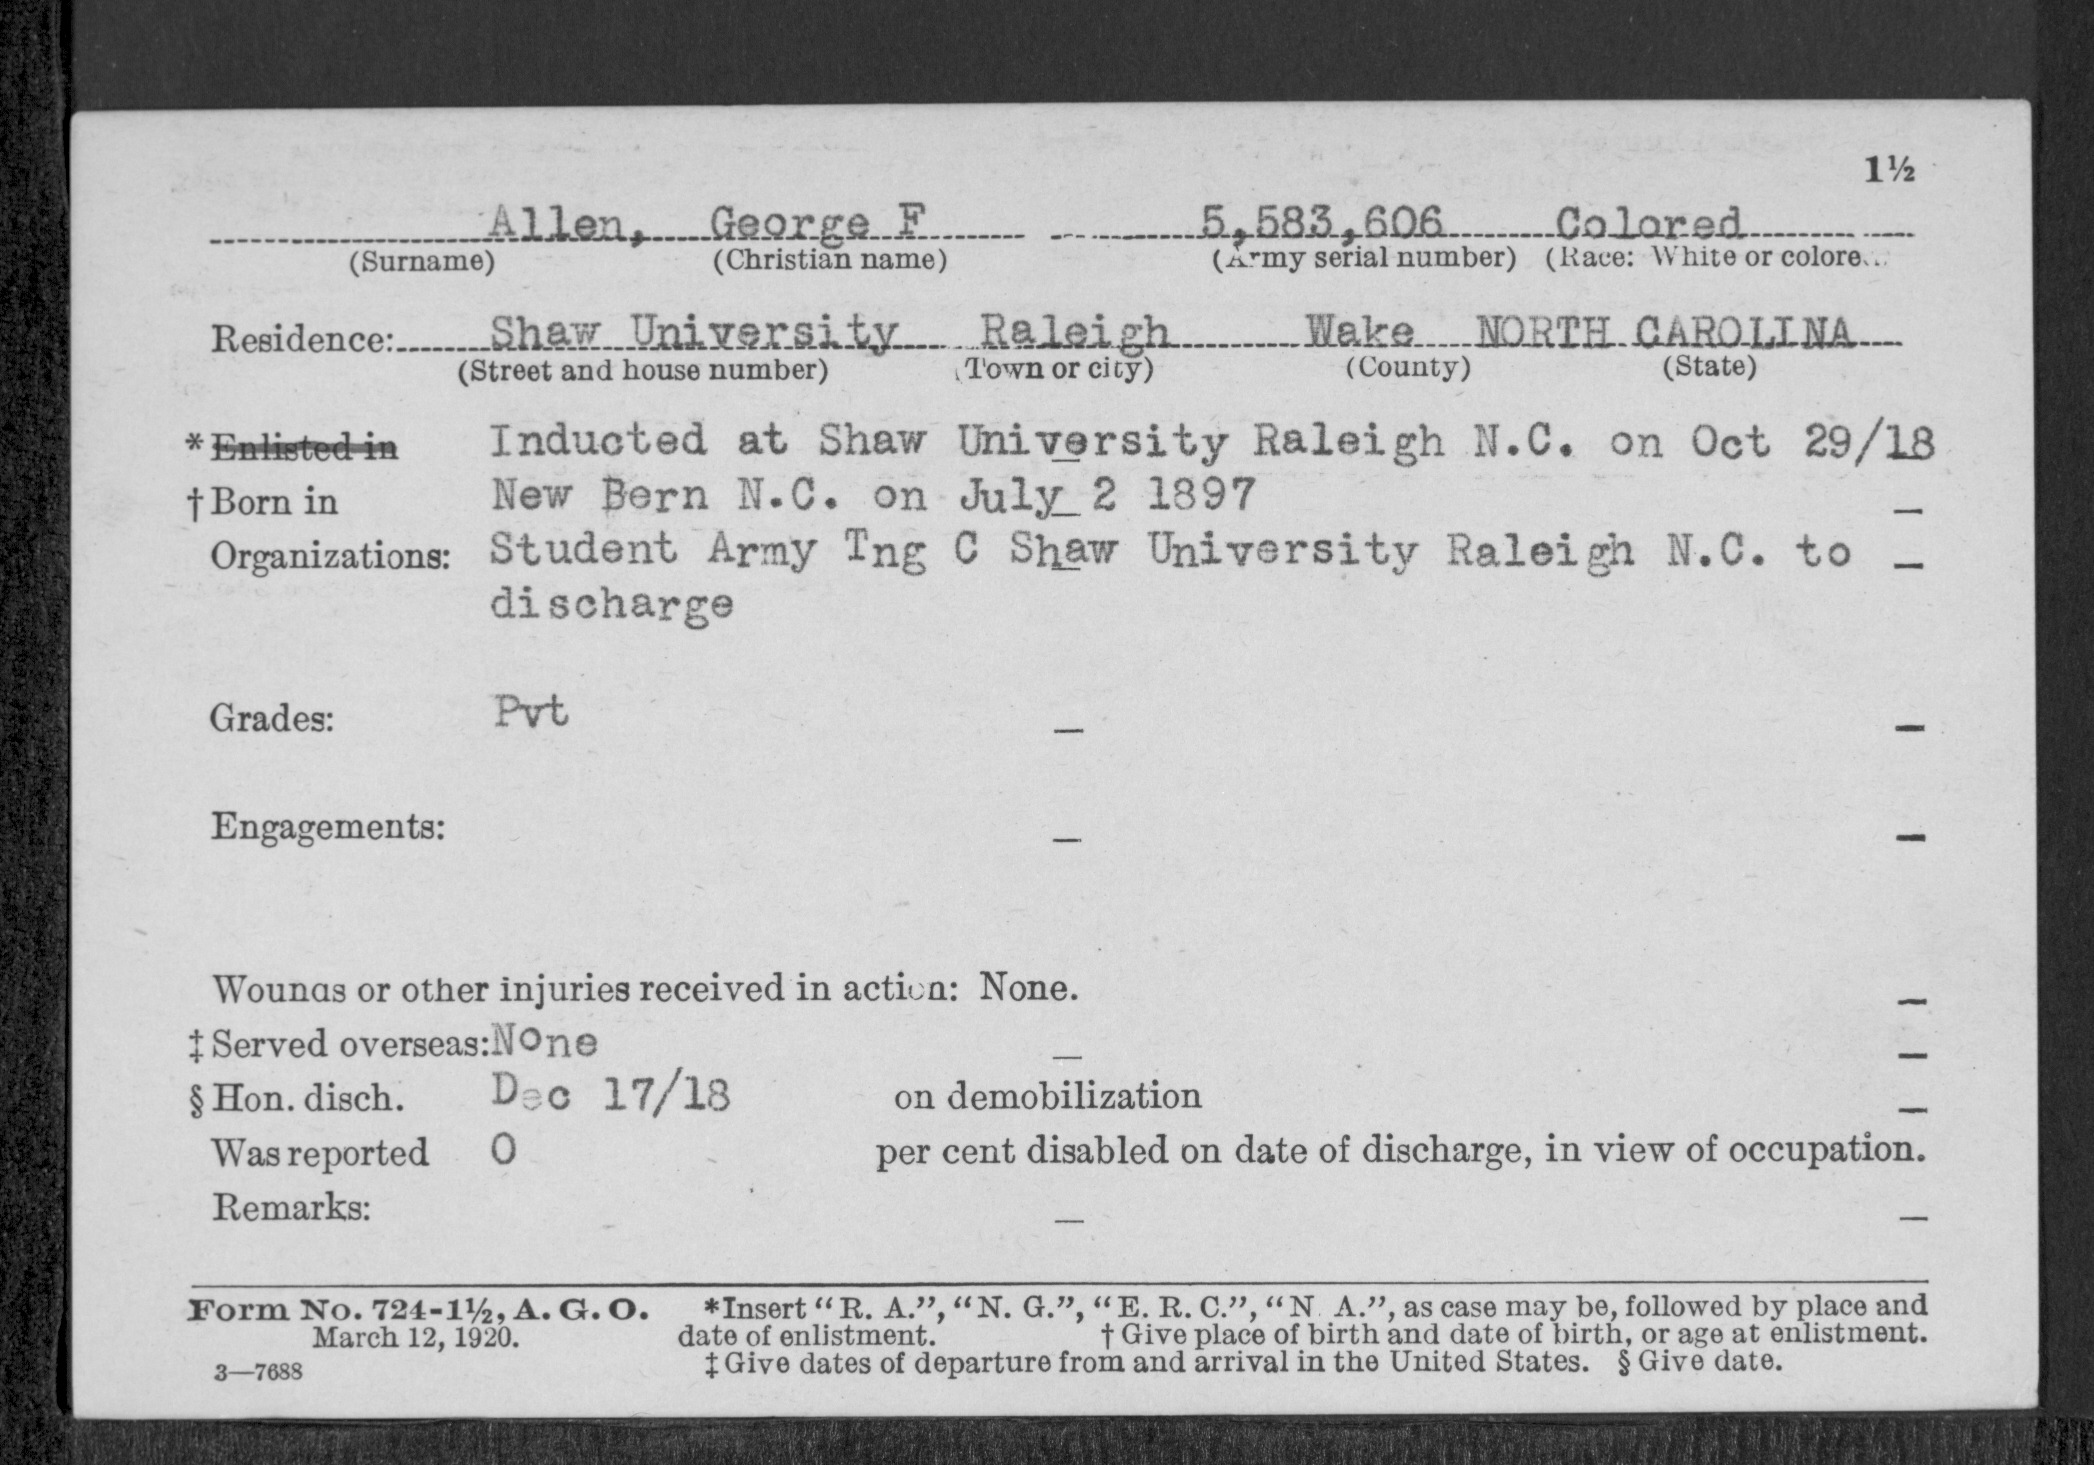 1½
Allen, George F 5,583,606 Colored
(Surname) (Christian name) (Army serial number) (Race: White or colored.)
Residence: Shaw University Raleigh Wake NORTH CAROLINA
(Street and house number) (Town or city) (County) (State)
* Enlisted in Inducted at Shaw University Raleigh N.C. on Oct 29/18
† Born in New Bern N.C. on July 2 1897
Organizations: Student Army Tng C Shaw University Raleigh N.C. to
discharge
Grades: Pvt
Engagements:
Wounds or other injuries received in action: None.
‡ Served overseas: NOne
§ Hon. disch. Dec 17/18 on demobilization
Was reported 0 per cent disabled on date of discharge, in view of occupation.
Remarks:
Form No. 724-1½, A. G. O. *Insert "R. A.", "N. G.", "E. R. C.", "N. A.", as case may be, followed by place and
March 12, 1920. date of enlistment. † Give place of birth and date of birth, or age at enlistment.
3—7688 ‡ Give dates of departure from and arrival in the United States. § Give date.